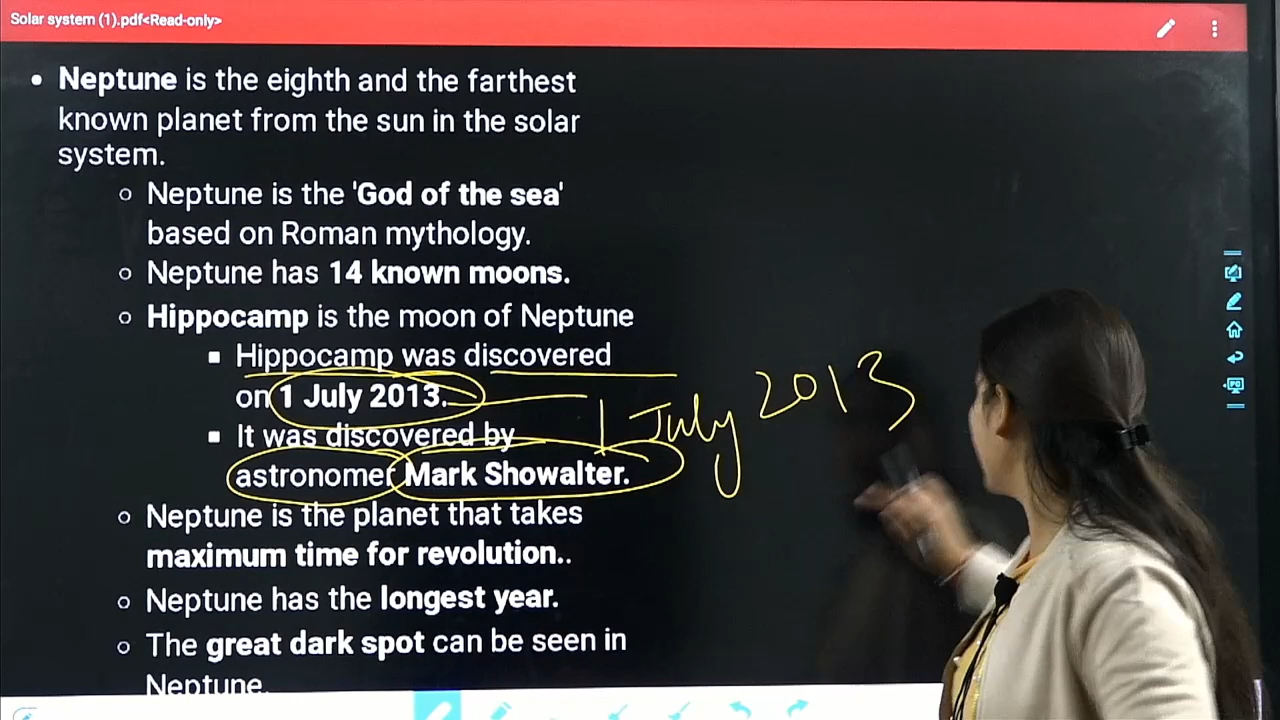 Solar system (1).pdf<Read-only>
• Neptune is the eighth and the farthest
known planet from the sun in the solar
system.
○ Neptune is the 'God of the sea'
based on Roman mythology.
○ Neptune has 14 known moons.
○ Hippocamp is the moon of Neptune
▪ Hippocamp was discovered
on 1 July 2013.
1 July 2013
▪ It was discovered by
astronomer Mark Showalter.
○ Neptune is the planet that takes
maximum time for revolution..
○ Neptune has the longest year.
○ The great dark spot can be seen in
Neptune.